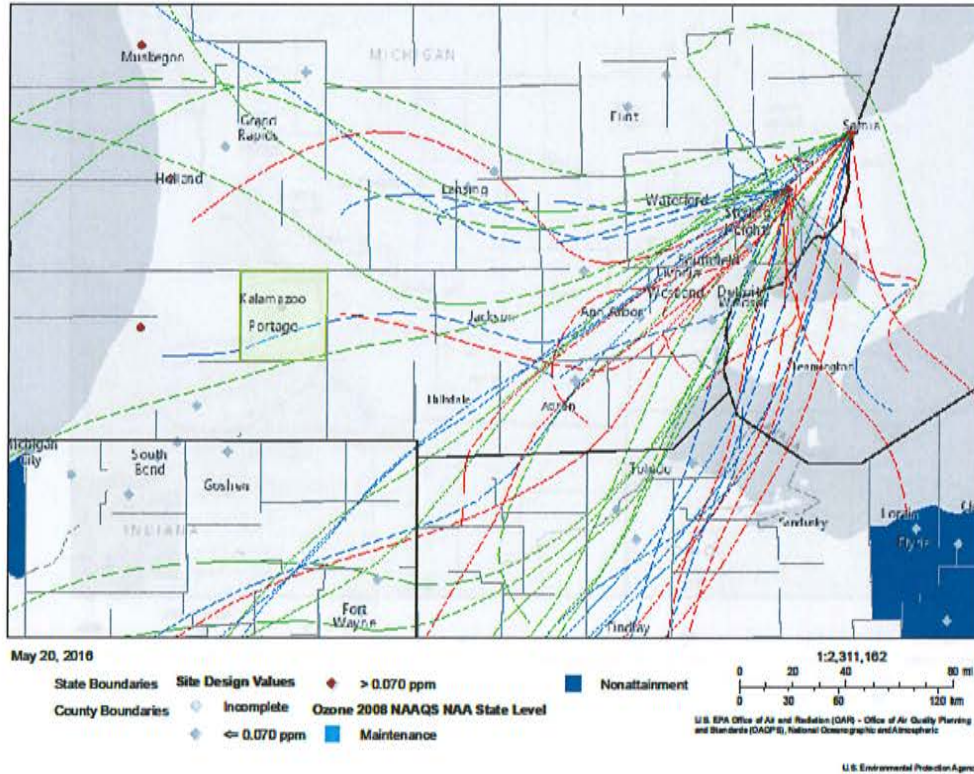 MICHIGAN
Muskegon
Flint
Grand
Rapids
Sarnia
Holland
Lansing
Waterford
Sterling
Heights
Southfield
Livonia
Westland
Detroit
Windsor
Kalamazoo
Portage
Jackson
Ann Arbor
Leamington
Hillsdale
Adrian
Michigan
City
South
Bend
Goshen
Toledo
INDIANA
Sandusky
Lorain
Elyria
Fort
Wayne
Findlay
May 20, 2016
1:2,311,162
State Boundaries Site Design Values > 0.070 ppm Nonattainment
0 20 40 80 mi
County Boundaries Incomplete Ozone 2008 NAAQS NAA State Level
0 30 60 120 km
<= 0.070 ppm Maintenance
U.S. EPA Office of Air and Radiation (OAR) - Office of Air Quality Planning
and Standards (OAQPS), National Oceanographic and Atmospheric
U.S. Environmental Protection Agenc